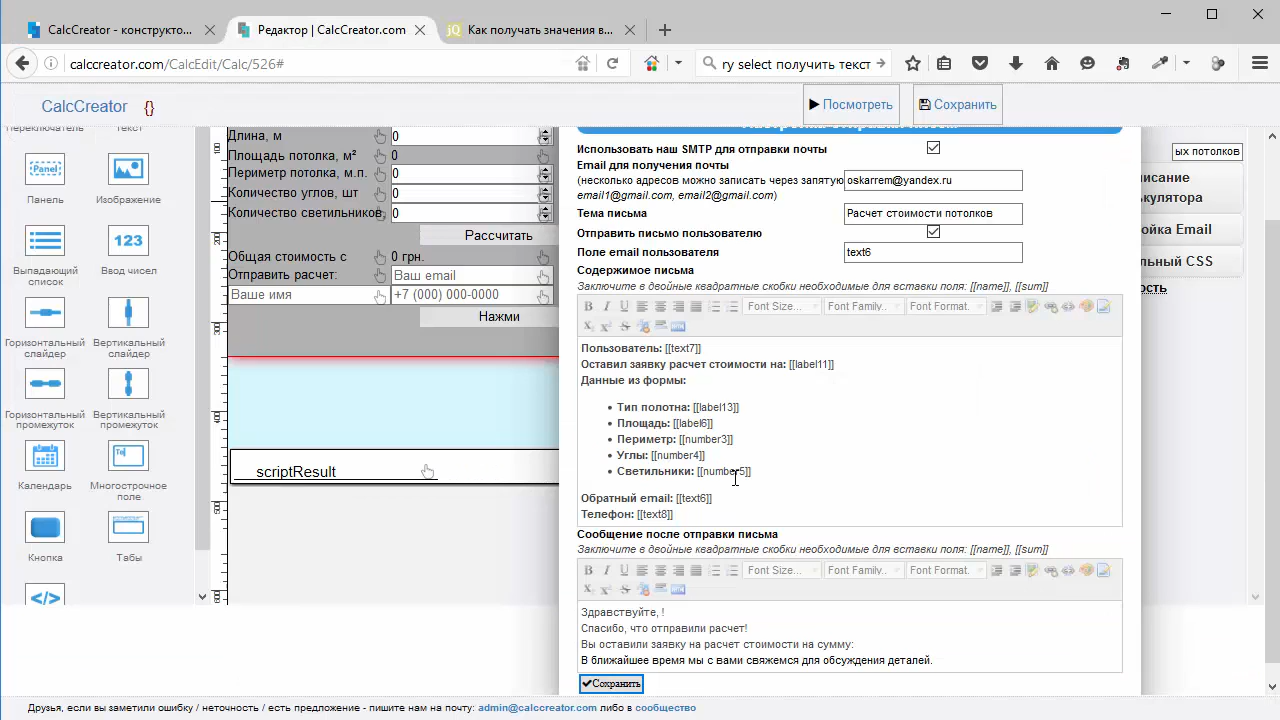 CalcCreator - конструкто...
Редактор | CalcCreator.com
jQ Как получать значения в...
calccreator.com/CalcEdit/Calc/526#
ry select получить текст
CalcCreator {}
Посмотреть
Сохранить
Переключатель
Текст
Панель
Изображение
Выпадающий список
123
Ввод чисел
Горизонтальный слайдер
Вертикальный слайдер
Горизонтальный промежуток
Вертикальный промежуток
Календарь
Многострочное поле
Кнопка
Табы
Длина, м 0
Площадь потолка, м² 0
Периметр потолка, м.п. 0
Количество углов, шт 0
Количество светильников, 0
Рассчитать
Общая стоимость с 0 грн.
Отправить расчет: Ваш email
Ваше имя +7 (000) 000-0000
Нажми
scriptResult
Использовать наш SMTP для отправки почты
Email для получения почты
(несколько адресов можно записать через запятую oskarrem@yandex.ru
email1@gmail.com, email2@gmail.com)
Тема письма Расчет стоимости потолков
Отправить письмо пользователю
Поле email пользователя text6
Содержимое письма
Заключите в двойные квадратные скобки необходимые для вставки поля: [[name]], [[sum]]
Font Size... Font Family.. Font Format.
Пользователь: [[text7]]
Оставил заявку расчет стоимости на: [[label11]]
Данные из формы:
• Тип полотна: [[label13]]
• Площадь: [[label6]]
• Периметр: [[number3]]
• Углы: [[number4]]
• Светильники: [[number5]]
Обратный email: [[text6]]
Телефон: [[text8]]
Сообщение после отправки письма
Заключите в двойные квадратные скобки необходимые для вставки поля: [[name]], [[sum]]
Font Size... Font Family.. Font Format.
Здравствуйте, !
Спасибо, что отправили расчет!
Вы оставили заявку на расчет стоимости на сумму:
В ближайшее время мы с вами свяжемся для обсуждения деталей.
Сохранить
ых потолков
исание
ькулятора
ойка Email
льный CSS
ость
Друзья, если вы заметили ошибку / неточность / есть предложение - пишите нам на почту: admin@calccreator.com либо в сообщество